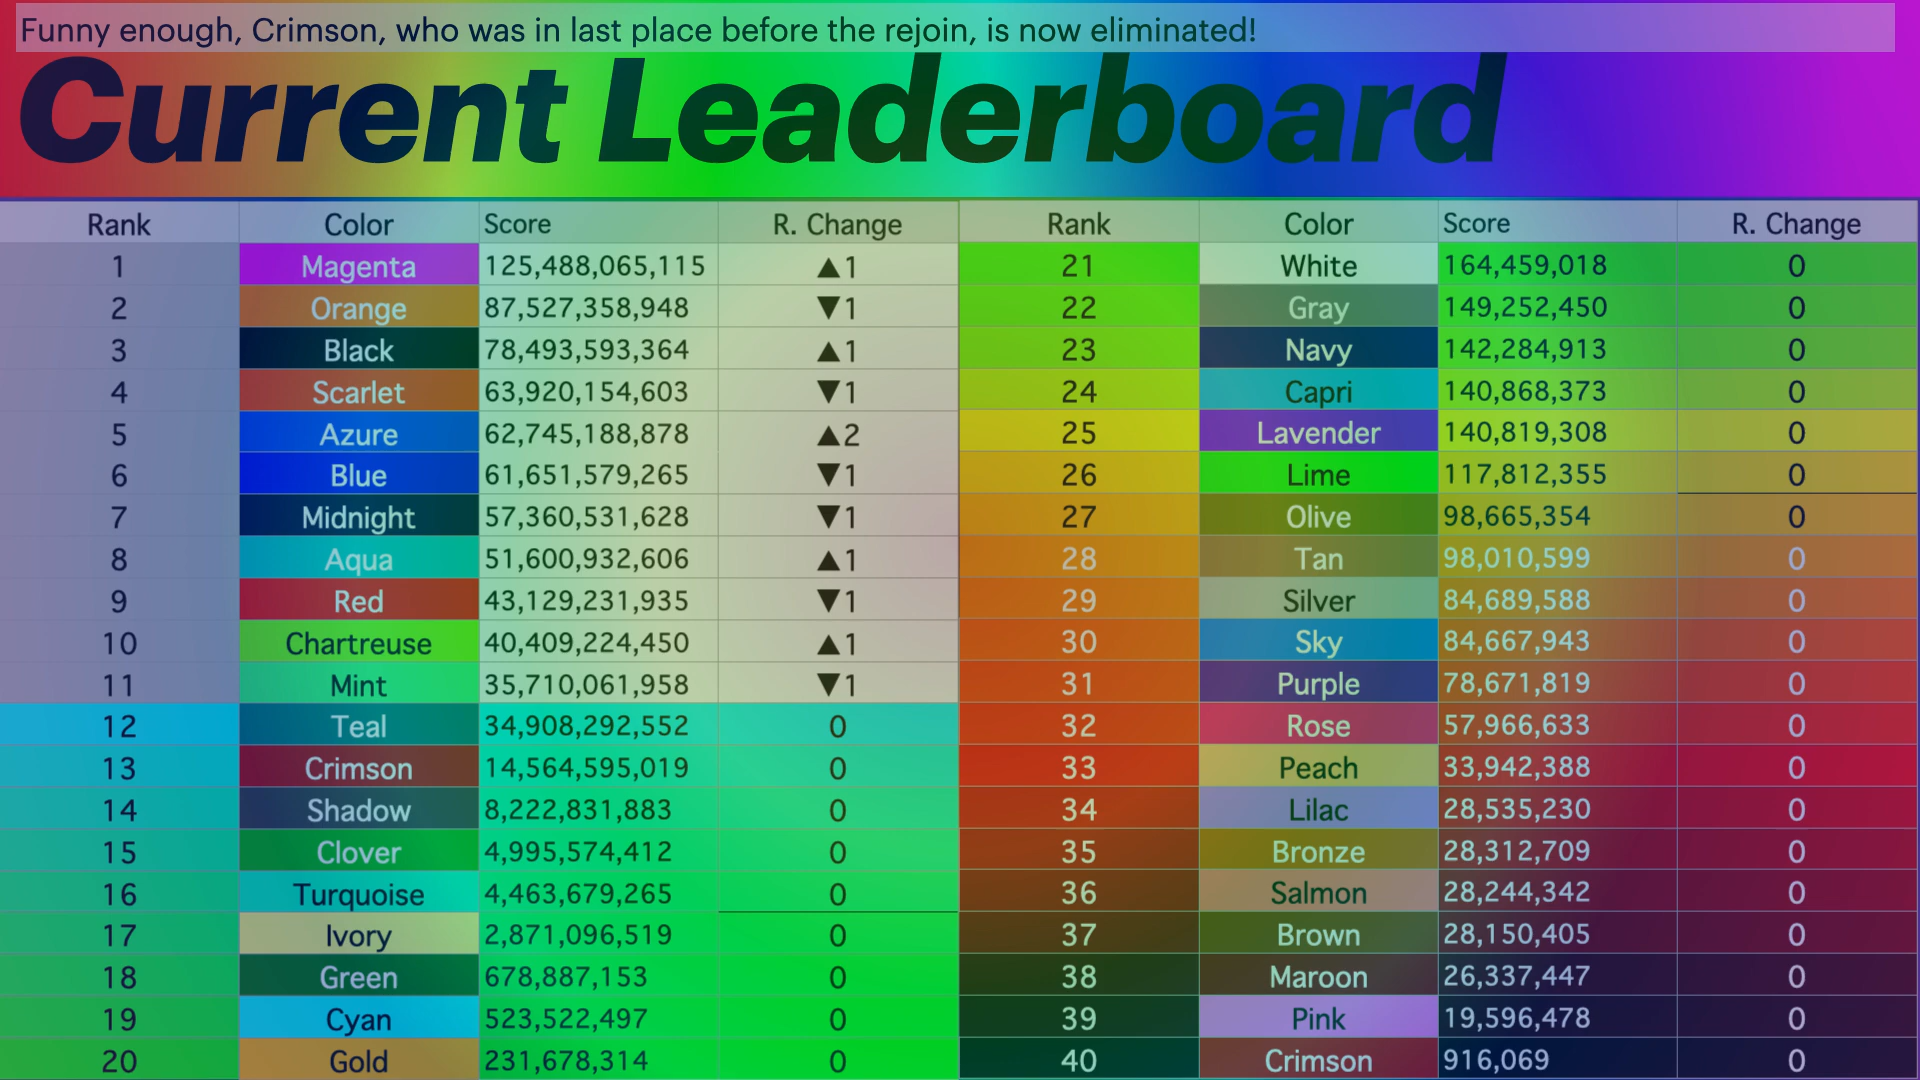 Funny enough, Crimson, who was in last place before the rejoin, is now eliminated!
Current Leaderboard
Rank Color Score R. Change Rank Color Score R. Change
1 Magenta 125,488,065,115 ▲1 21 White 164,459,018 0
2 Orange 87,527,358,948 ▼1 22 Gray 149,252,450 0
3 Black 78,493,593,364 ▲1 23 Navy 142,284,913 0
4 Scarlet 63,920,154,603 ▼1 24 Capri 140,868,373 0
5 Azure 62,745,188,878 ▲2 25 Lavender 140,819,308 0
6 Blue 61,651,579,265 ▼1 26 Lime 117,812,355 0
7 Midnight 57,360,531,628 ▼1 27 Olive 98,665,354 0
8 Aqua 51,600,932,606 ▲1 28 Tan 98,010,599 0
9 Red 43,129,231,935 ▼1 29 Silver 84,689,588 0
10 Chartreuse 40,409,224,450 ▲1 30 Sky 84,667,943 0
11 Mint 35,710,061,958 ▼1 31 Purple 78,671,819 0
12 Teal 34,908,292,552 0 32 Rose 57,966,633 0
13 Crimson 14,564,595,019 0 33 Peach 33,942,388 0
14 Shadow 8,222,831,883 0 34 Lilac 28,535,230 0
15 Clover 4,995,574,412 0 35 Bronze 28,312,709 0
16 Turquoise 4,463,679,265 0 36 Salmon 28,244,342 0
17 Ivory 2,871,096,519 0 37 Brown 28,150,405 0
18 Green 678,887,153 0 38 Maroon 26,337,447 0
19 Cyan 523,522,497 0 39 Pink 19,596,478 0
20 Gold 231,678,314 0 40 Crimson 916,069 0